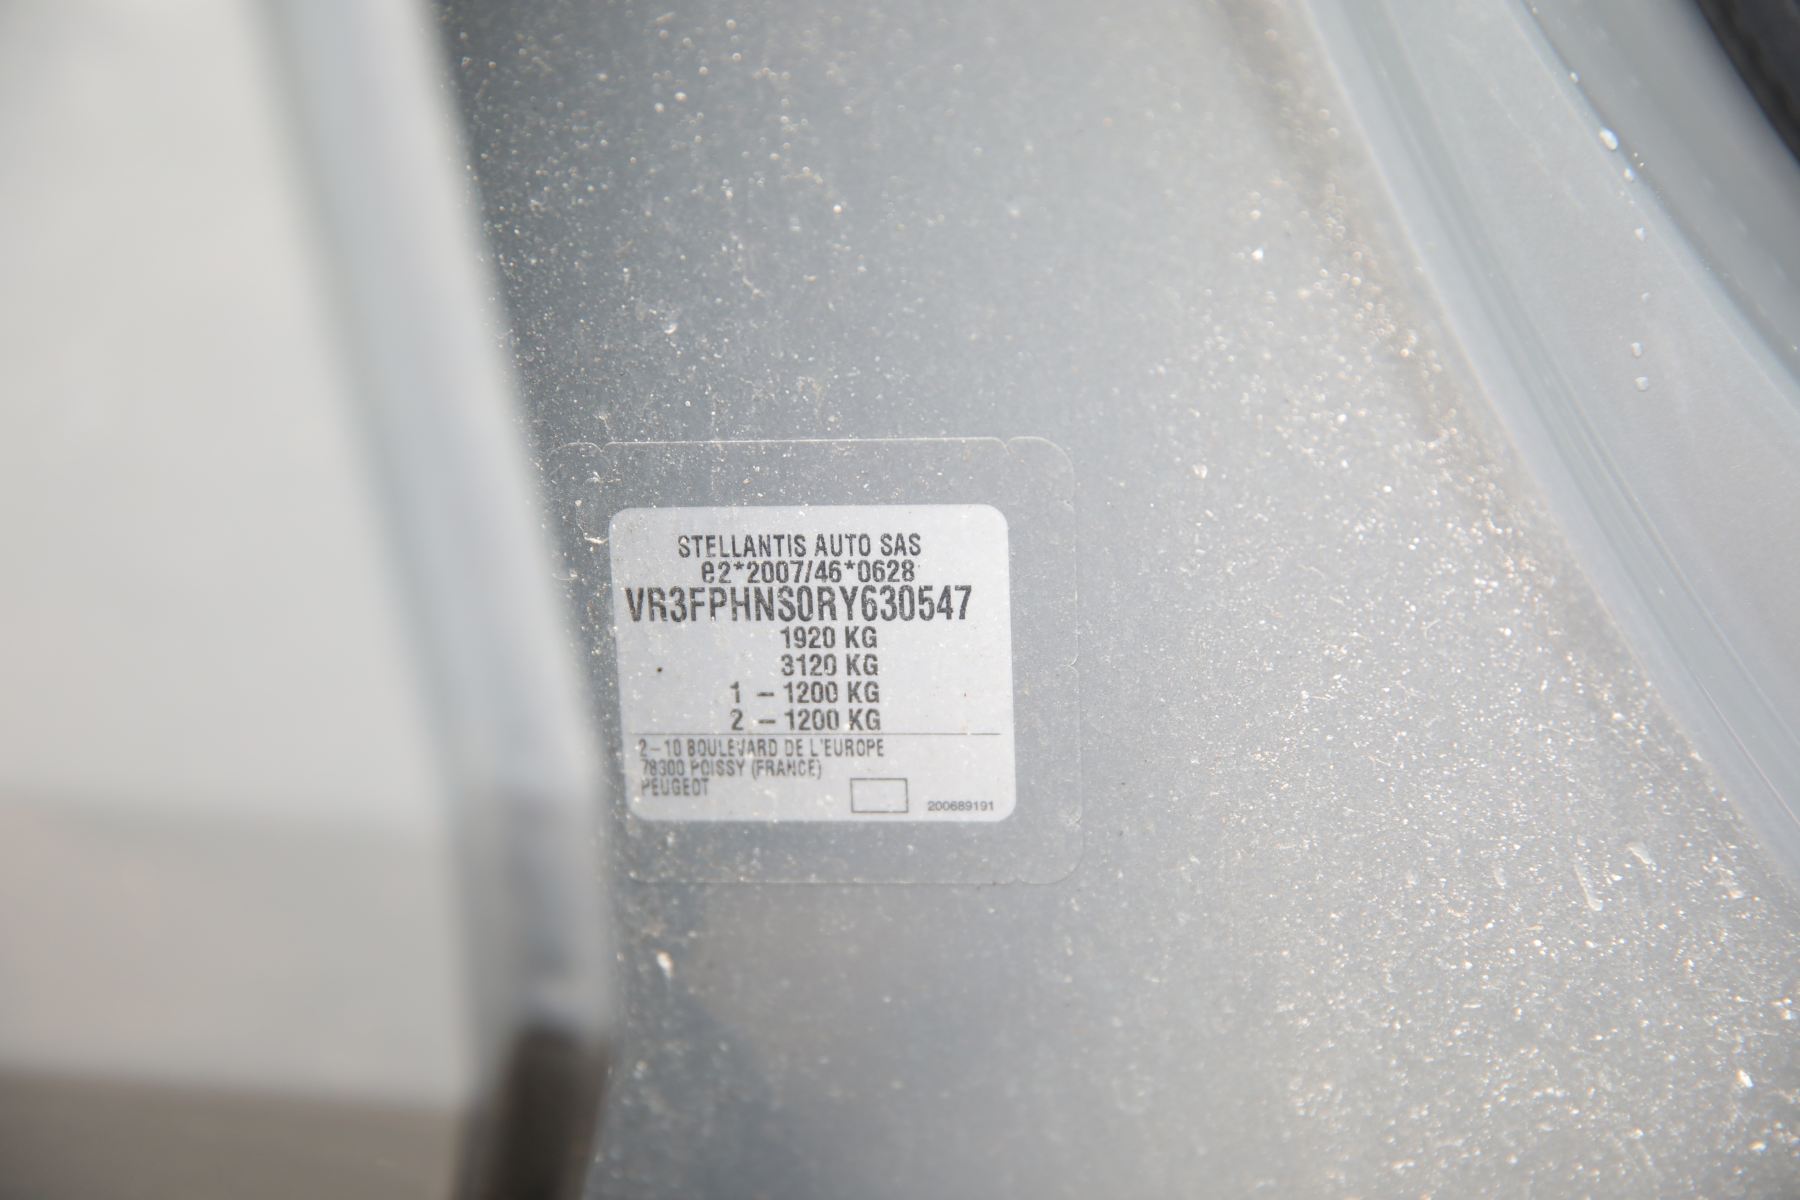 STELLANTIS AUTO SAS
e2*2007/46*0628
VR3FPHNS0RY630547
1920 KG
3120 KG
1 – 1200 KG
2 – 1200 KG
2–10 BOULEVARD DE L'EUROPE
78300 POISSY (FRANCE)
PEUGEOT
200689191